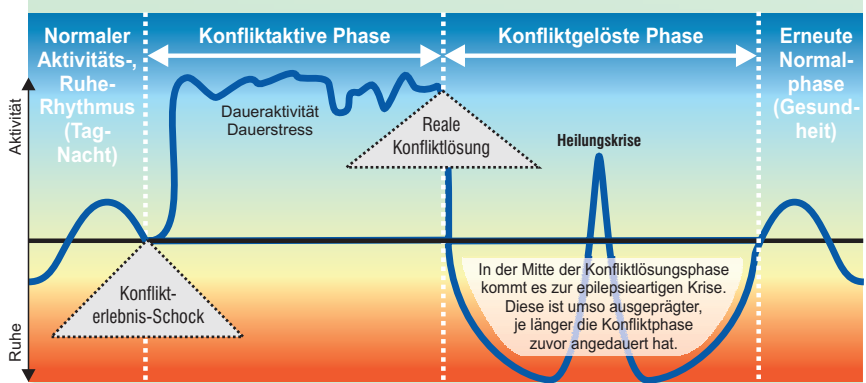 Normaler
Aktivitäts-,
Ruhe-
Rhythmus
(Tag-
Nacht)
Konfliktaktive Phase
Konfliktgelöste Phase
Erneute
Normal-
phase
(Gesund-
heit)
Aktivität
Ruhe
Daueraktivität
Dauerstress
Reale
Konfliktlösung
Heilungskrise
Konflikt-
erlebnis-Schock
In der Mitte der Konfliktlösungsphase
kommt es zur epilepsieartigen Krise.
Diese ist umso ausgeprägter,
je länger die Konfliktphase
zuvor angedauert hat.